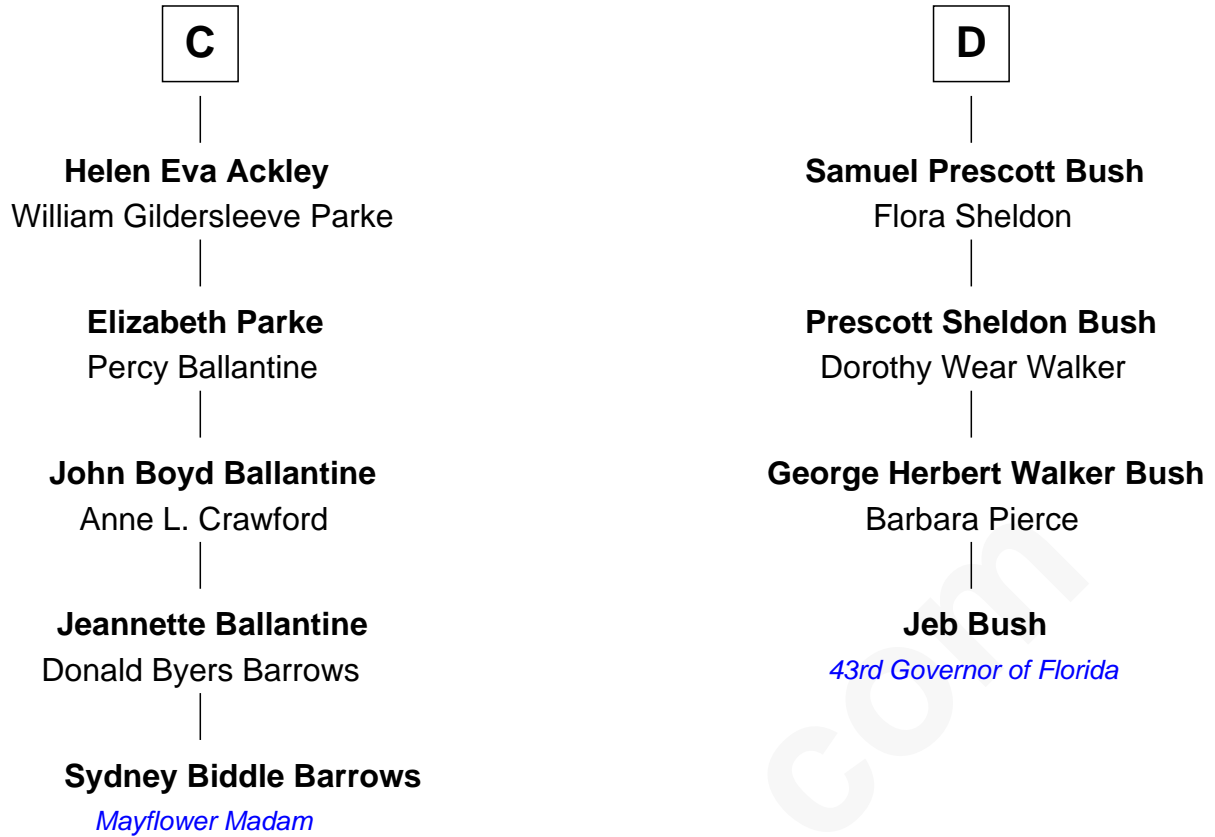 C
Helen Eva Ackley
William Gildersleeve Parke
Elizabeth Parke
Percy Ballantine
John Boyd Ballantine
Anne L. Crawford
Jeannette Ballantine
Donald Byers Barrows
Sydney Biddle Barrows
Mayflower Madam
D
Samuel Prescott Bush
Flora Sheldon
Prescott Sheldon Bush
Dorothy Wear Walker
George Herbert Walker Bush
Barbara Pierce
Jeb Bush
43rd Governor of Florida
com